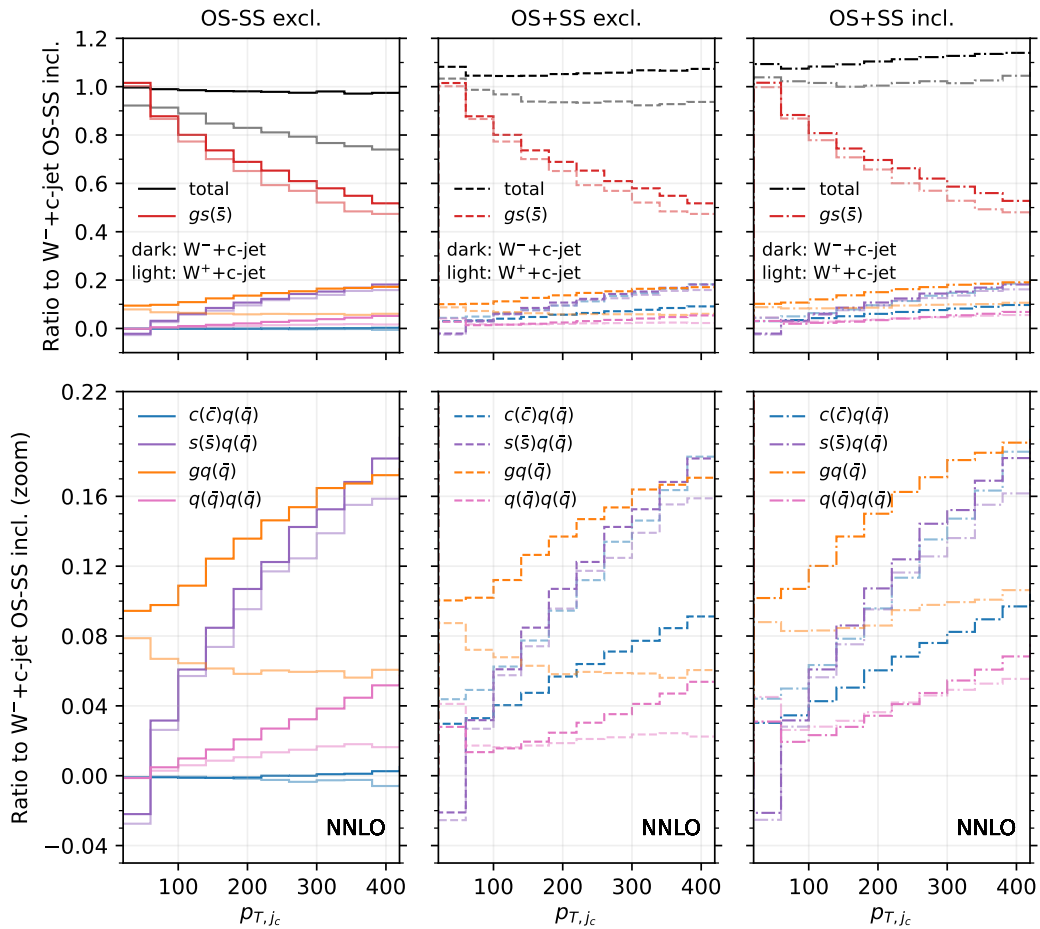 OS-SS excl.
OS+SS excl.
OS+SS incl.
Ratio to W⁻+c-jet OS-SS incl.
1.2
1.0
0.8
0.6
0.4
0.2
0.0
total
gs(s̄)
dark: W⁻+c-jet
light: W⁺+c-jet
total
gs(s̄)
dark: W⁻+c-jet
light: W⁺+c-jet
total
gs(s̄)
dark: W⁻+c-jet
light: W⁺+c-jet
Ratio to W⁻+c-jet OS-SS incl. (zoom)
0.22
0.16
0.12
0.08
0.04
0.00
−0.04
c(c̄)q(q̄)
s(s̄)q(q̄)
gq(q̄)
q(q̄)q(q̄)
NNLO
c(c̄)q(q̄)
s(s̄)q(q̄)
gq(q̄)
q(q̄)q(q̄)
NNLO
c(c̄)q(q̄)
s(s̄)q(q̄)
gq(q̄)
q(q̄)q(q̄)
NNLO
100 200 300 400
100 200 300 400
100 200 300 400
p_{T, j_c}
p_{T, j_c}
p_{T, j_c}